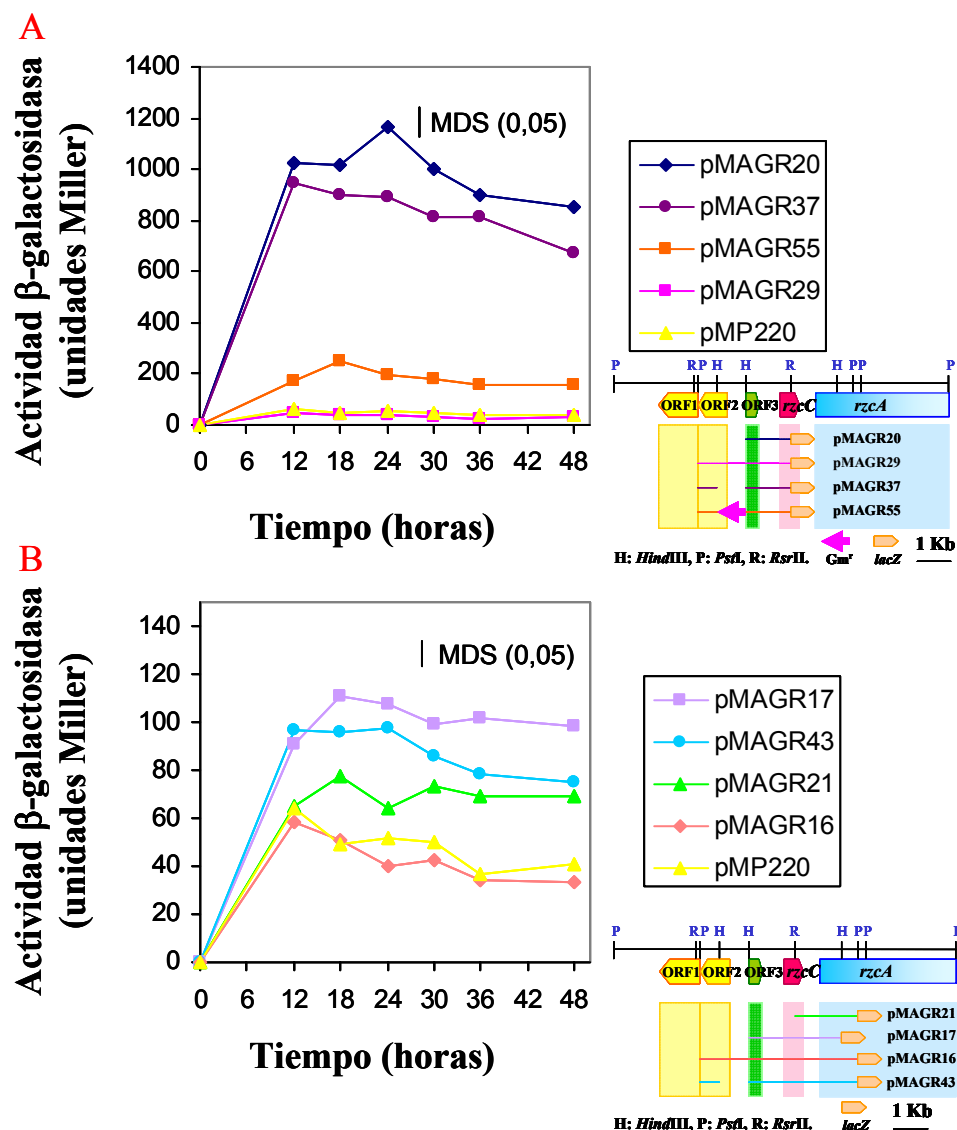 A
Actividad β-galactosidasa
(unidades Miller)
1400
1200
1000
800
600
400
200
0
MDS (0,05)
0 12 18 24 30 36 48
Tiempo (horas)
pMAGR20
pMAGR37
pMAGR55
pMAGR29
pMP220
P R P H H R H P P P
ORF1 ORF2 ORF3 rzcC rzcA
pMAGR20
pMAGR29
pMAGR37
pMAGR55
H: HindIII, P: PstI, R: RsrII. Gmr lacZ 1 Kb
B
Actividad β-galactosidasa
(unidades Miller)
140
120
100
80
60
40
20
0
MDS (0,05)
0 12 18 24 30 36 48
Tiempo (horas)
pMAGR17
pMAGR43
pMAGR21
pMAGR16
pMP220
P R P H H R H P P
ORF1 ORF2 ORF3 rzcC rzcA
pMAGR21
pMAGR17
pMAGR16
pMAGR43
H: HindIII, P: PstI, R: RsrII. lacZ 1 Kb